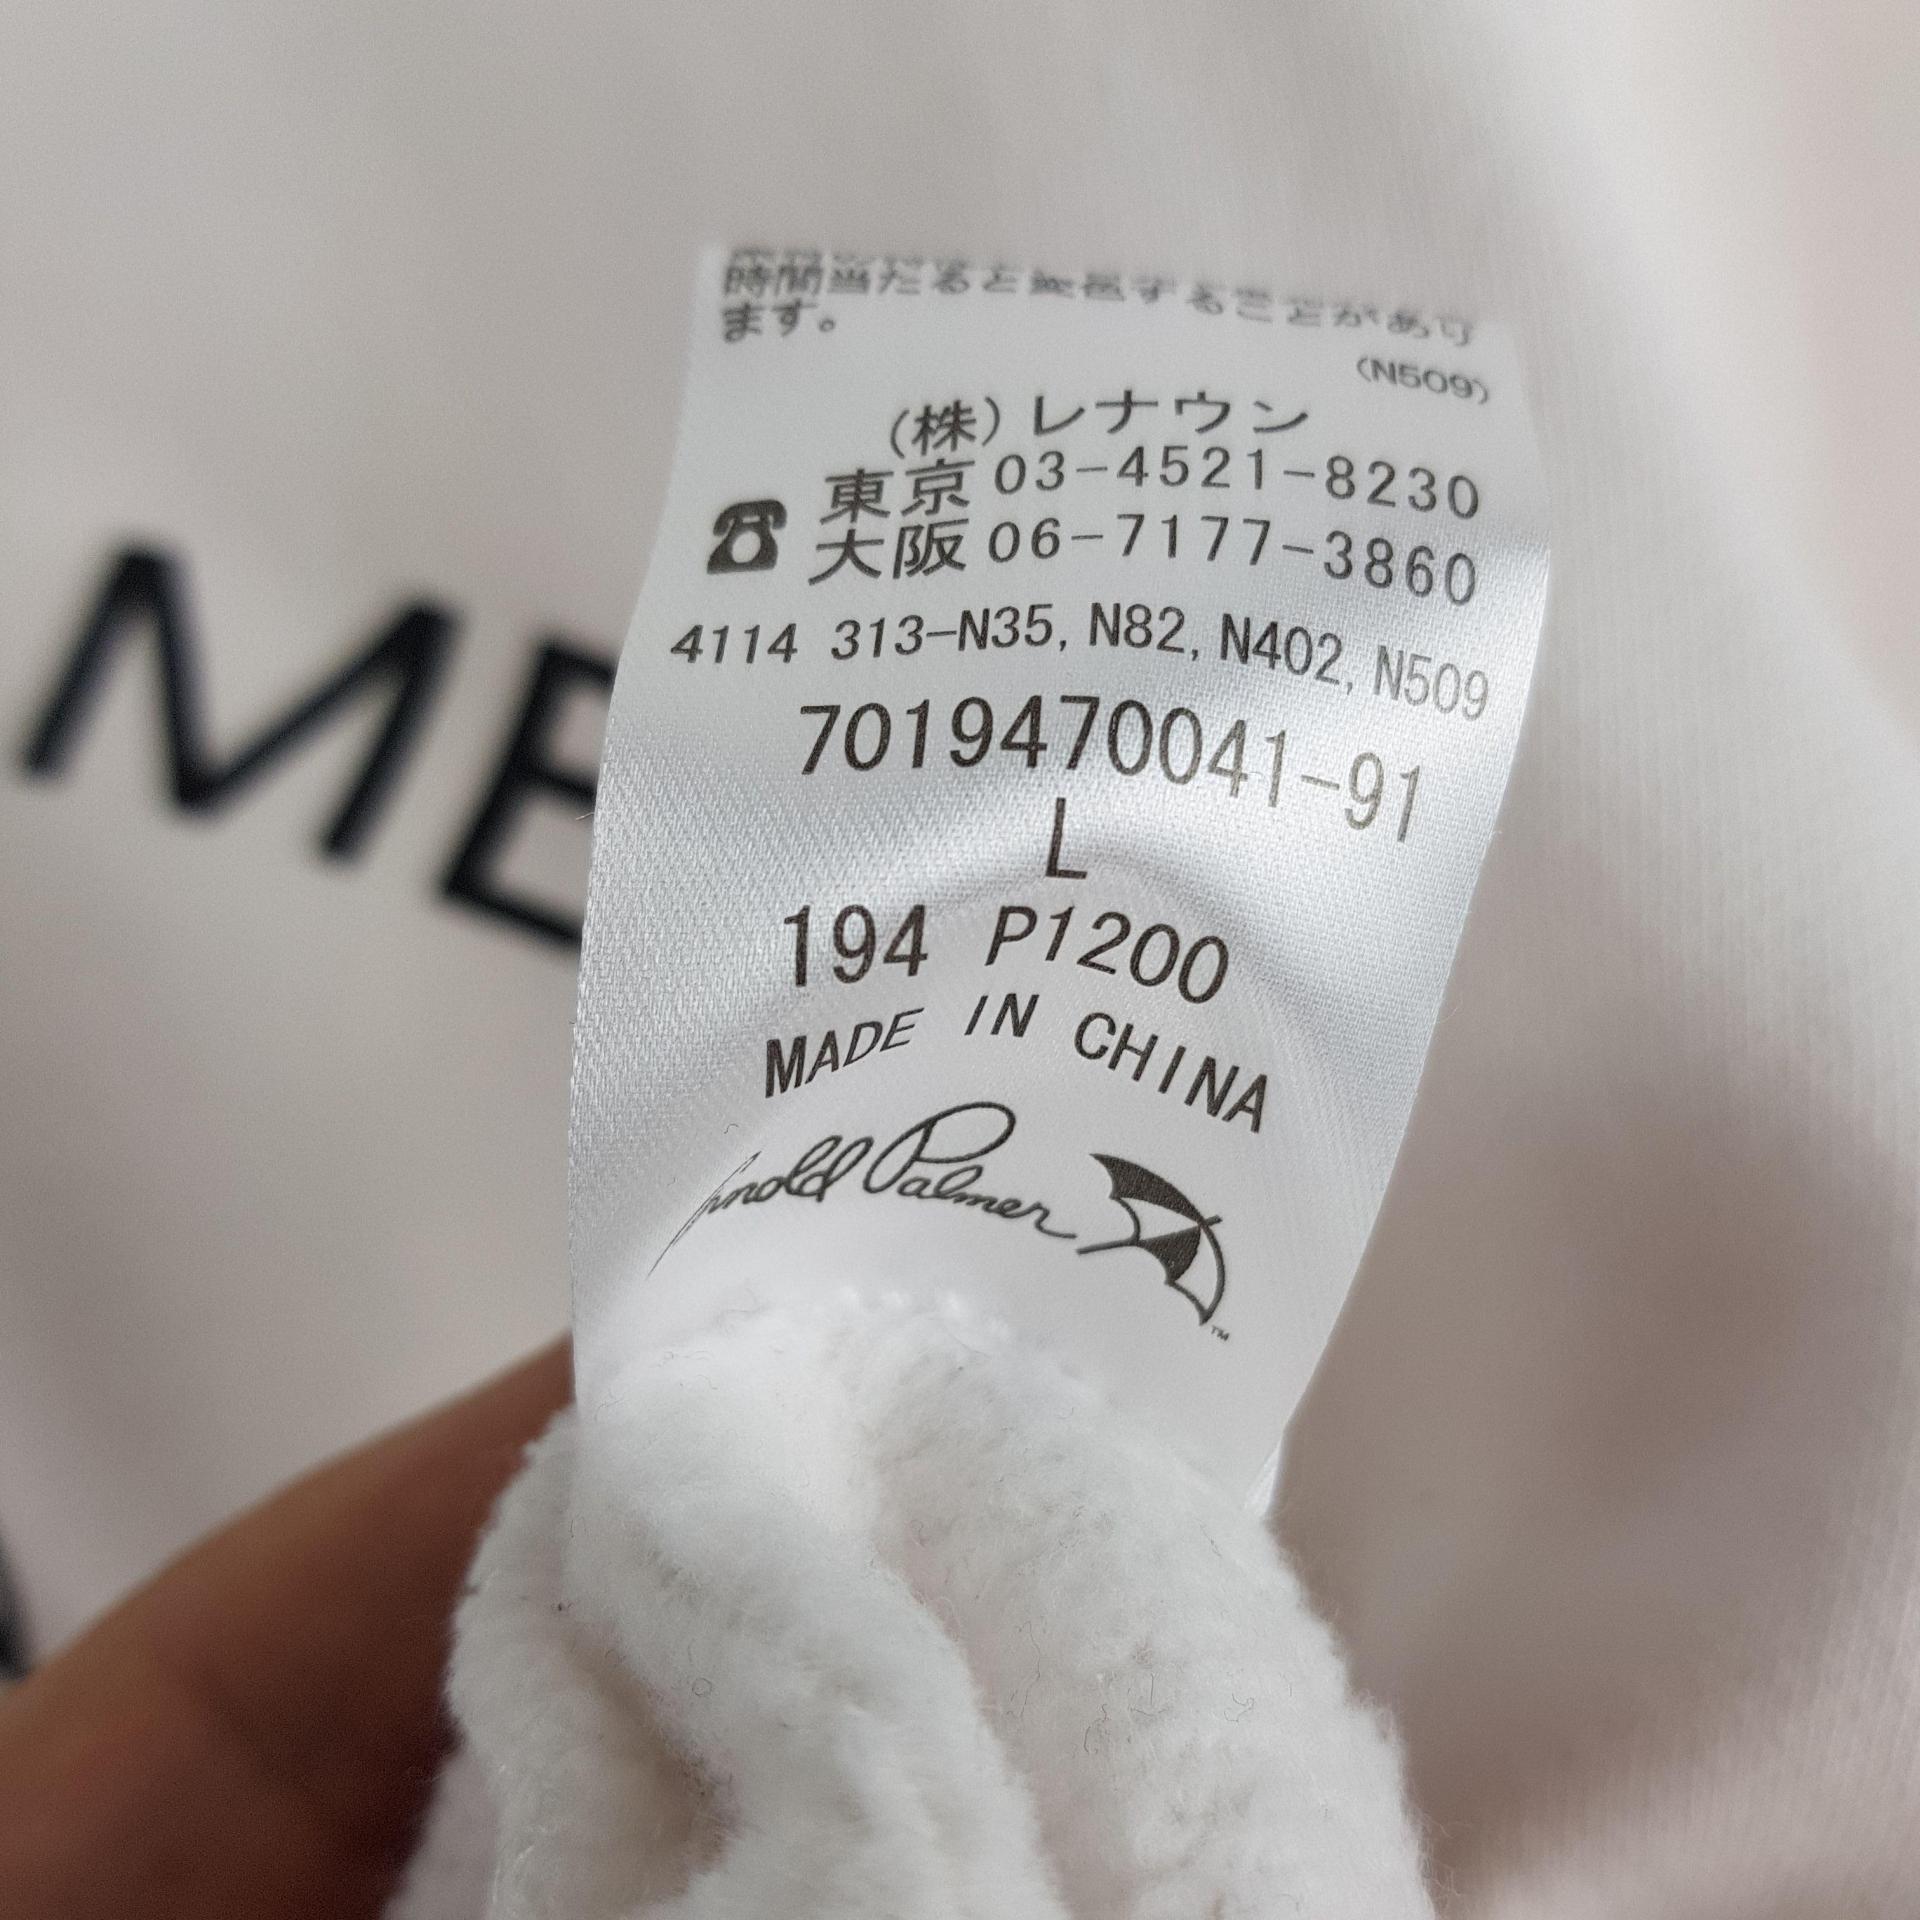 時間当たると変色することがあり
ます。
(N509)
(株)レナウン
東京 03-4521-8230
大阪 06-7177-3860
4114 313-N35, N82, N402, N509
7019470041-91
L
194 P1200
MADE IN CHINA
Arnold Palmer
TM
ME